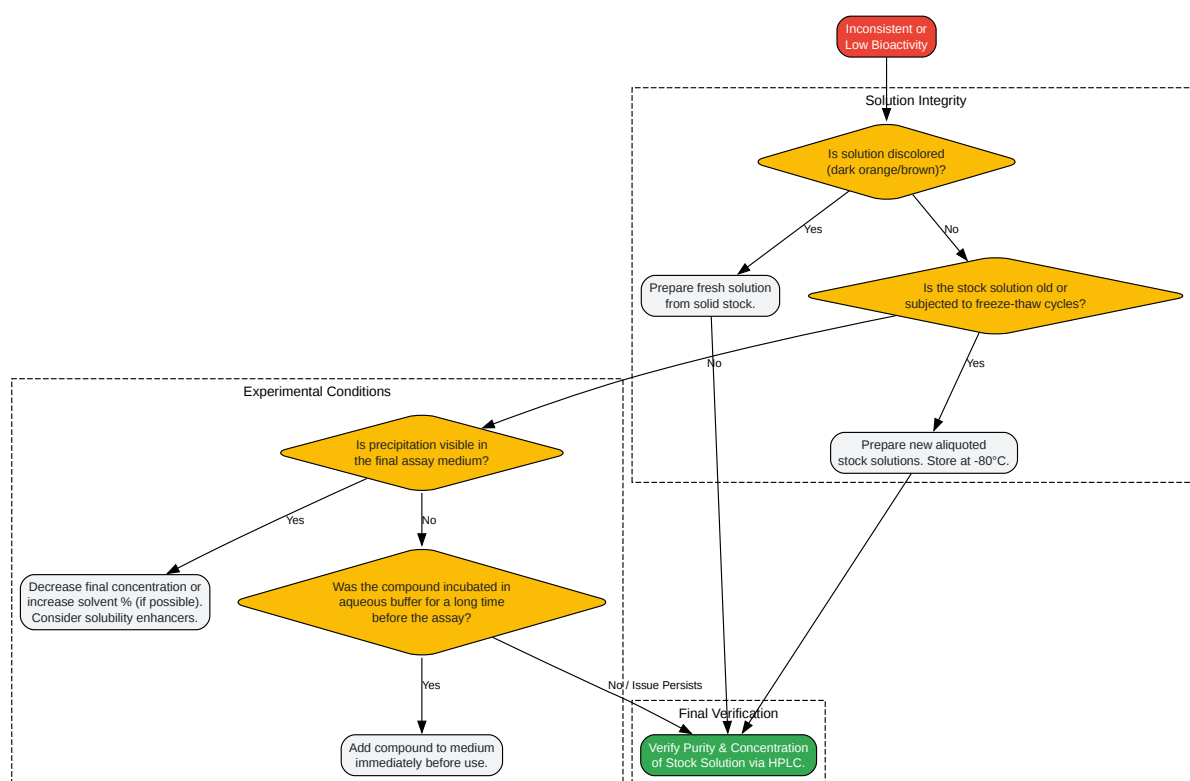 Inconsistent or
Low Bioactivity
Solution Integrity
Is solution discolored
(dark orange/brown)?
Yes
No
Prepare fresh solution
from solid stock.
Is the stock solution old or
subjected to freeze-thaw cycles?
No
Yes
Experimental Conditions
Is precipitation visible in
the final assay medium?
Prepare new aliquoted
stock solutions. Store at -80°C.
Yes
No
Decrease final concentration or
increase solvent % (if possible).
Consider solubility enhancers.
Was the compound incubated in
aqueous buffer for a long time
before the assay?
Yes
No / Issue Persists
Final Verification
Add compound to medium
immediately before use.
Verify Purity & Concentration
of Stock Solution via HPLC.